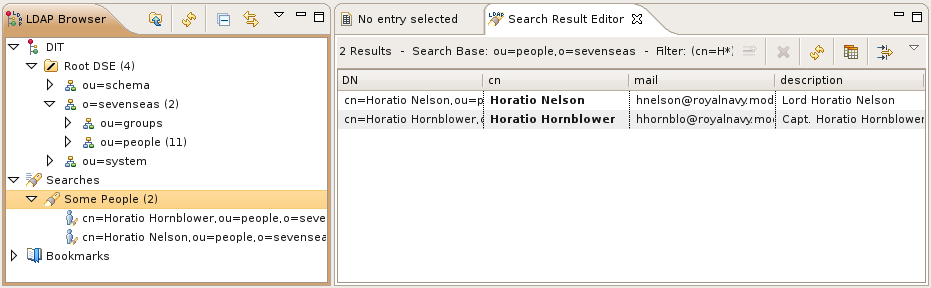 LDAP Browser
DIT
Root DSE (4)
ou=schema
o=sevenseas (2)
ou=groups
ou=people (11)
ou=system
Searches
Some People (2)
cn=Horatio Hornblower,ou=people,o=seve
cn=Horatio Nelson,ou=people,o=sevensea
Bookmarks
No entry selected
LDAP Search Result Editor
2 Results - Search Base: ou=people,o=sevenseas - Filter: (cn=H*)
DN cn mail description
cn=Horatio Nelson,ou=p Horatio Nelson hnelson@royalnavy.mod Lord Horatio Nelson
cn=Horatio Hornblower, Horatio Hornblower hhornblo@royalnavy.mo Capt. Horatio Hornblower